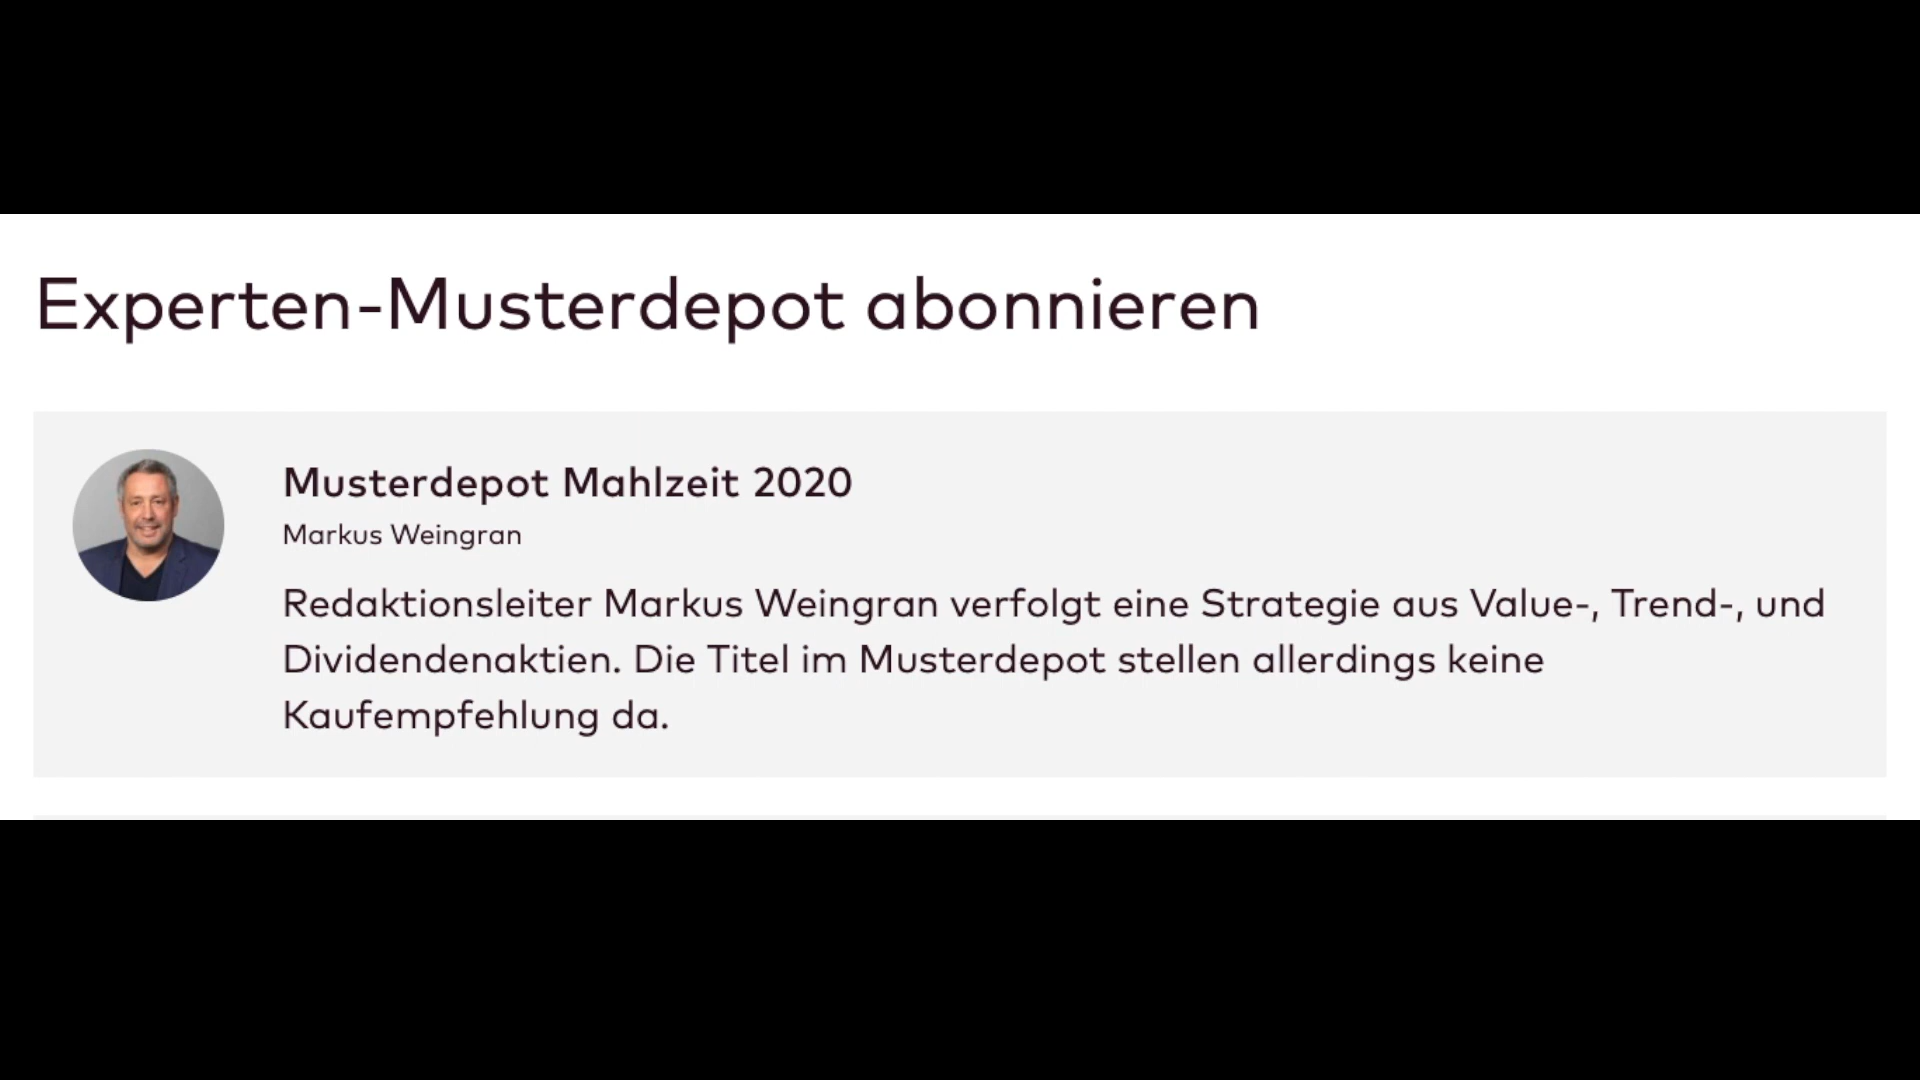 Experten-Musterdepot abonnieren
Musterdepot Mahlzeit 2020
Markus Weingran
Redaktionsleiter Markus Weingran verfolgt eine Strategie aus Value-, Trend-, und
Dividendenaktien. Die Titel im Musterdepot stellen allerdings keine
Kaufempfehlung da.